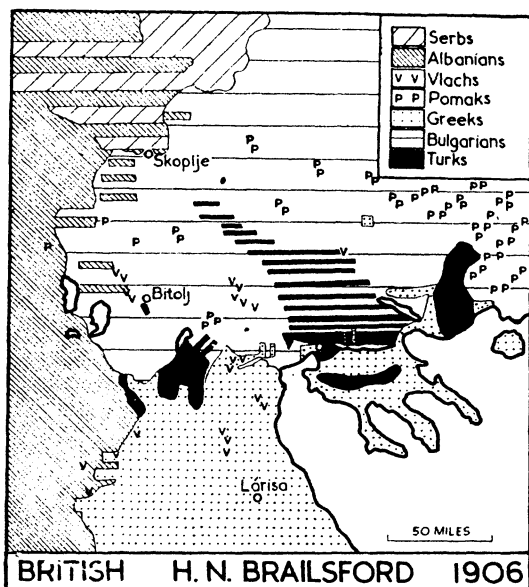 Serbs
Albanians
V V Vlachs
P P Pomaks
Greeks
Bulgarians
Turks
Skoplje
Bitolj
Lárisa
50 MILES
BRITISH H. N. BRAILSFORD 1906